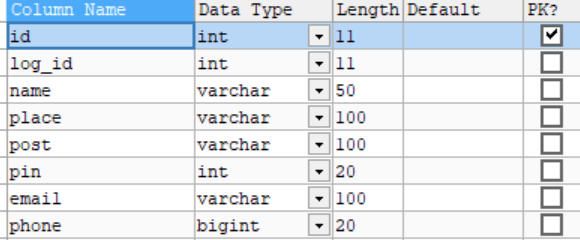 Column Name Data Type Length Default PK?
id int 11
log_id int 11
name varchar 50
place varchar 100
post varchar 100
pin int 20
email varchar 100
phone bigint 20